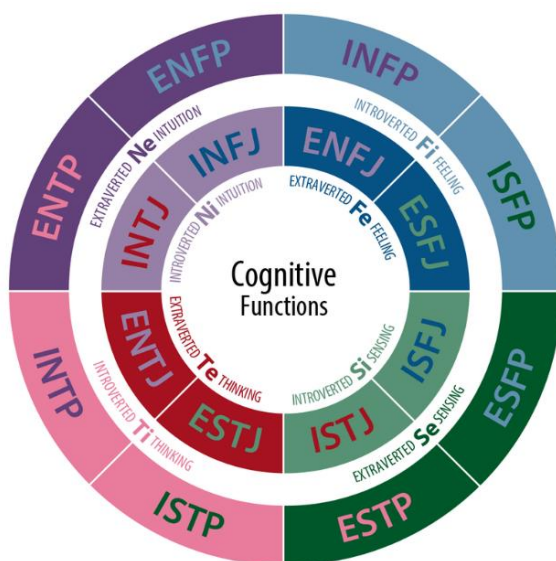 ENFP
INFP
ENTP
EXTRAVERTED Ne INTUITION
INTROVERTED Fi FEELING
ISFP
INFJ
ENFJ
INTJ
INTROVERTED Ni INTUITION
EXTRAVERTED Fe FEELING
ESFJ
Cognitive
Functions
ENTJ
EXTRAVERTED Te THINKING
INTROVERTED Si SENSING
ISFJ
ESTJ
ISTJ
INTP
INTROVERTED Ti THINKING
EXTRAVERTED Se SENSING
ESFP
ISTP
ESTP